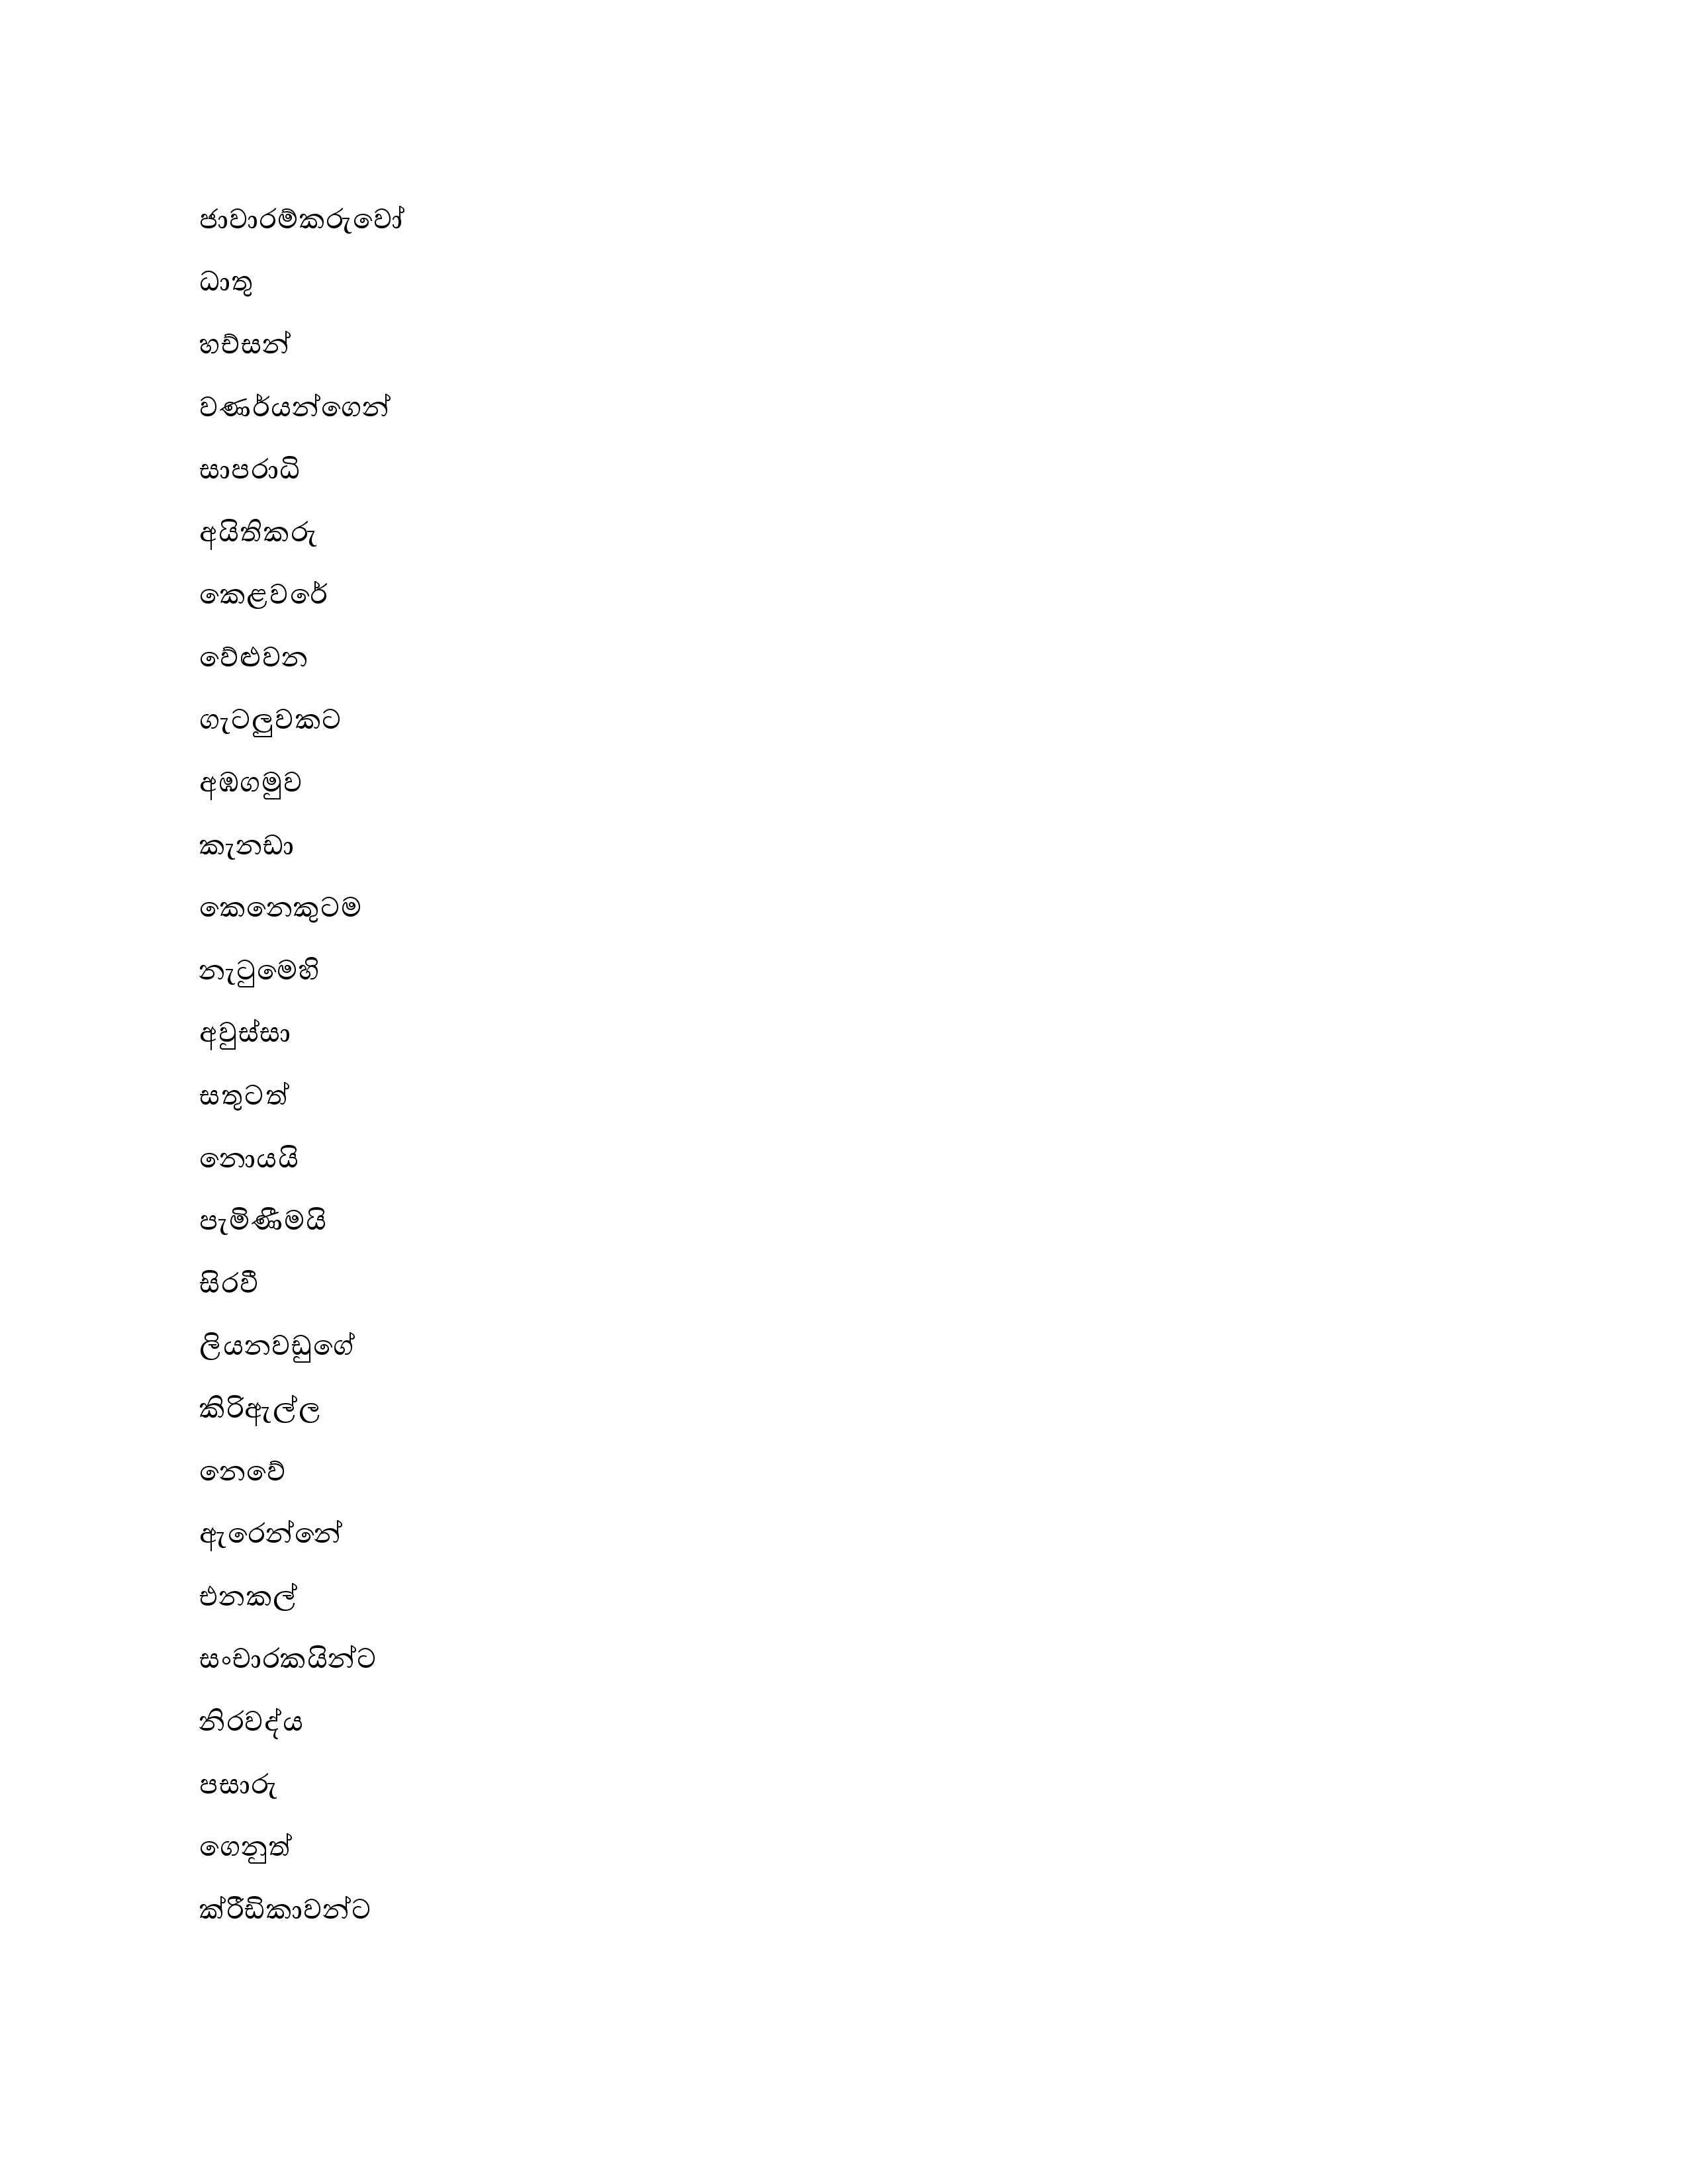 ජාවාරම්කරුවෝ
ධාතු
හච්සන්
වණර්යන්ගෙන්
සාපරාධි
අයිතිකරු
කෙළවරේ
වේළුවන
ගැටලුවකට
අඹගමුව
කැනඩා
කෙනෙකුටම
නැටුමෙහි
අවුස්සා
සතුටත්
නොයයි
පැමිණීමයි
සිරවී
ලියනවඩුගේ
කිරිඇල්ල
නෙවේ
ඇරෙන්නේ
එනකල්
සංචාරකයින්ට
නිරවද්ය
පසාරු
ගෙනුත්
ක්රීඩිකාවන්ට